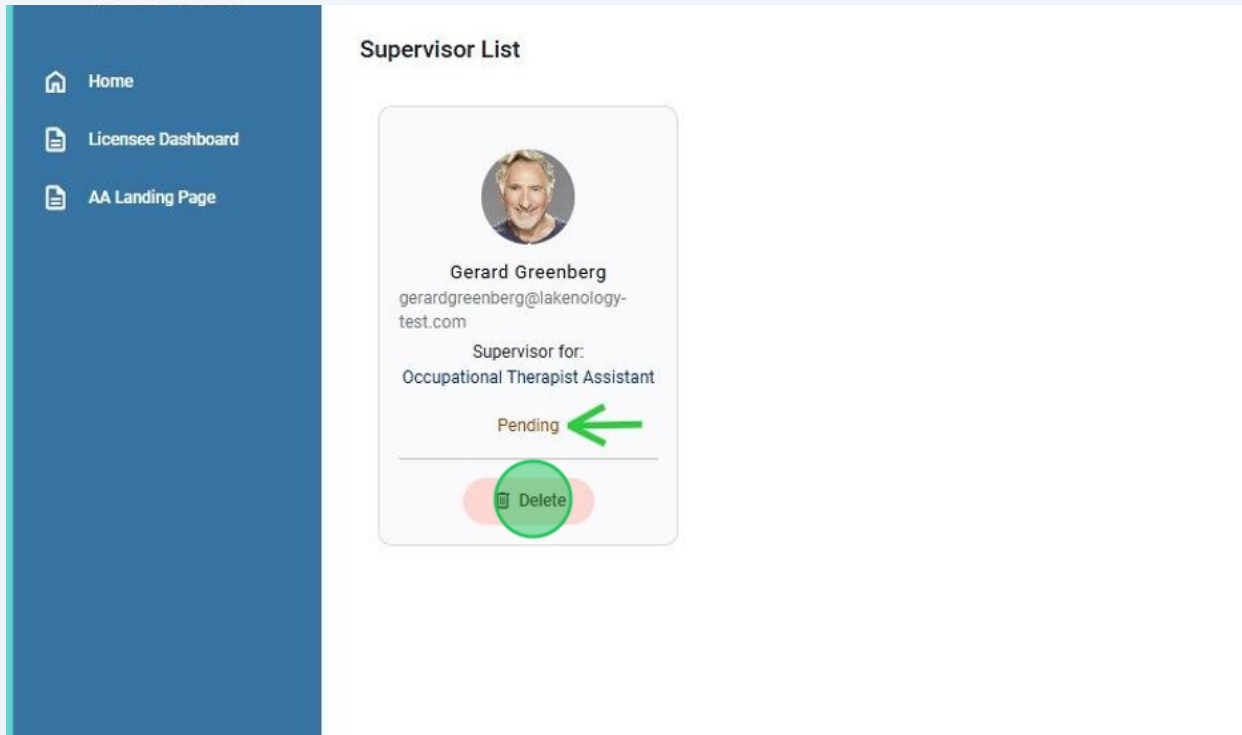 Home
Licensee Dashboard
AA Landing Page
Supervisor List
Gerard Greenberg
gerardgreenberg@lakenology-
test.com
Supervisor for:
Occupational Therapist Assistant
Pending
Delete